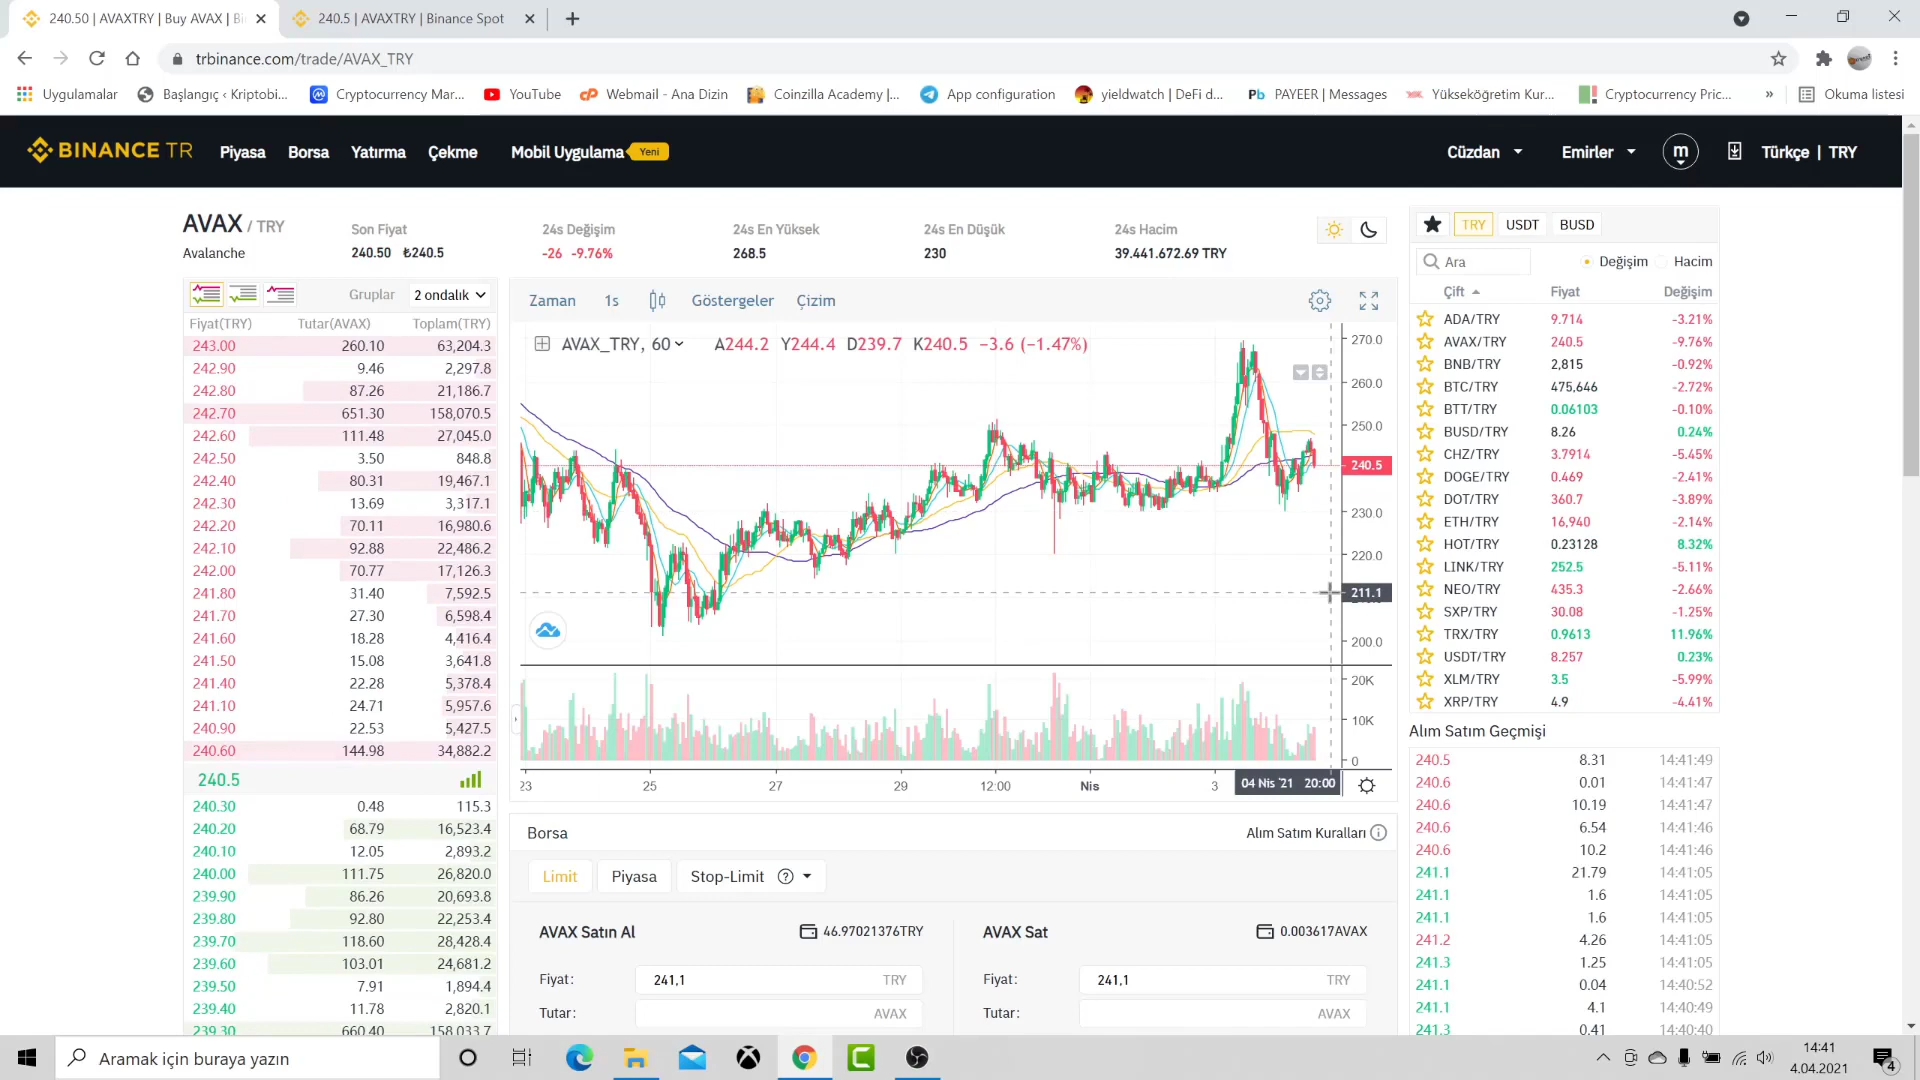 240.50 | AVAXTRY | Buy AVAX | Bi
240.5 | AVAXTRY | Binance Spot
trbinance.com/trade/AVAX_TRY
Uygulamalar
Başlangıç ‹ Kriptobi...
Cryptocurrency Mar...
YouTube
cP Webmail - Ana Dizin
Coinzilla Academy |...
App configuration
yieldwatch | DeFi d...
Pb PAYEER | Messages
Yükseköğretim Kur...
Cryptocurrency Pric...
»
Okuma listesi
BINANCE TR
Piyasa
Borsa
Yatırma
Çekme
Mobil Uygulama
Yeni
Cüzdan
Emirler
m
Türkçe | TRY
AVAX / TRY
Avalanche
Son Fiyat
240.50 ₺240.5
24s Değişim
-26 -9.76%
24s En Yüksek
268.5
24s En Düşük
230
24s Hacim
39.441.672.69 TRY
Gruplar
2 ondalık
Fiyat(TRY) Tutar(AVAX) Toplam(TRY)
243.00 260.10 63,204.3
242.90 9.46 2,297.8
242.80 87.26 21,186.7
242.70 651.30 158,070.5
242.60 111.48 27,045.0
242.50 3.50 848.8
242.40 80.31 19,467.1
242.30 13.69 3,317.1
242.20 70.11 16,980.6
242.10 92.88 22,486.2
242.00 70.77 17,126.3
241.80 31.40 7,592.5
241.70 27.30 6,598.4
241.60 18.28 4,416.4
241.50 15.08 3,641.8
241.40 22.28 5,378.4
241.10 24.71 5,957.6
240.90 22.53 5,427.5
240.60 144.98 34,882.2
240.5
240.30 0.48 115.3
240.20 68.79 16,523.4
240.10 12.05 2,893.2
240.00 111.75 26,820.0
239.90 86.26 20,693.8
239.80 92.80 22,253.4
239.70 118.60 28,428.4
239.60 103.01 24,681.2
239.50 7.91 1,894.4
239.40 11.78 2,820.1
239.30 660.40 158,033.7
Zaman
1s
Göstergeler
Çizim
AVAX_TRY, 60
A244.2 Y244.4 D239.7 K240.5 −3.6 (−1.47%)
270.0
260.0
250.0
240.5
230.0
220.0
211.1
200.0
20K
10K
0
23 25 27 29 12:00 Nis 3
04 Nis '21 20:00
Borsa
Alım Satım Kuralları
Limit
Piyasa
Stop-Limit
AVAX Satın Al
46.97021376TRY
Fiyat: 241,1 TRY
Tutar: AVAX
AVAX Sat
0.003617AVAX
Fiyat: 241,1 TRY
Tutar: AVAX
TRY
USDT
BUSD
Ara
Değişim
Hacim
Çift Fiyat Değişim
ADA/TRY 9.714 -3.21%
AVAX/TRY 240.5 -9.76%
BNB/TRY 2,815 -0.92%
BTC/TRY 475,646 -2.72%
BTT/TRY 0.06103 -0.10%
BUSD/TRY 8.26 0.24%
CHZ/TRY 3.7914 -5.45%
DOGE/TRY 0.469 -2.41%
DOT/TRY 360.7 -3.89%
ETH/TRY 16,940 -2.14%
HOT/TRY 0.23128 8.32%
LINK/TRY 252.5 -5.11%
NEO/TRY 435.3 -2.66%
SXP/TRY 30.08 -1.25%
TRX/TRY 0.9613 11.96%
USDT/TRY 8.257 0.23%
XLM/TRY 3.5 -5.99%
XRP/TRY 4.9 -4.41%
Alım Satım Geçmişi
240.5 8.31 14:41:49
240.6 0.01 14:41:47
240.6 10.19 14:41:47
240.6 6.54 14:41:46
240.6 10.2 14:41:46
241.1 21.79 14:41:05
241.1 1.6 14:41:05
241.1 1.6 14:41:05
241.2 4.26 14:41:05
241.3 1.25 14:41:05
241.1 0.04 14:40:52
241.1 4.1 14:40:49
241.3 0.41 14:40:40
Aramak için buraya yazın
14:41
4.04.2021
4